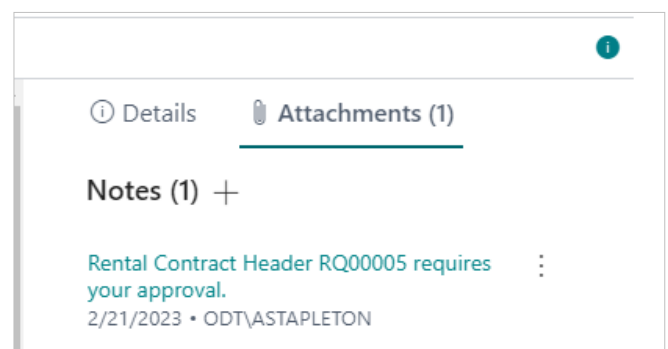 Details
Attachments (1)
Notes (1)
Rental Contract Header RQ00005 requires
your approval.
2/21/2023 • ODT\ASTAPLETON